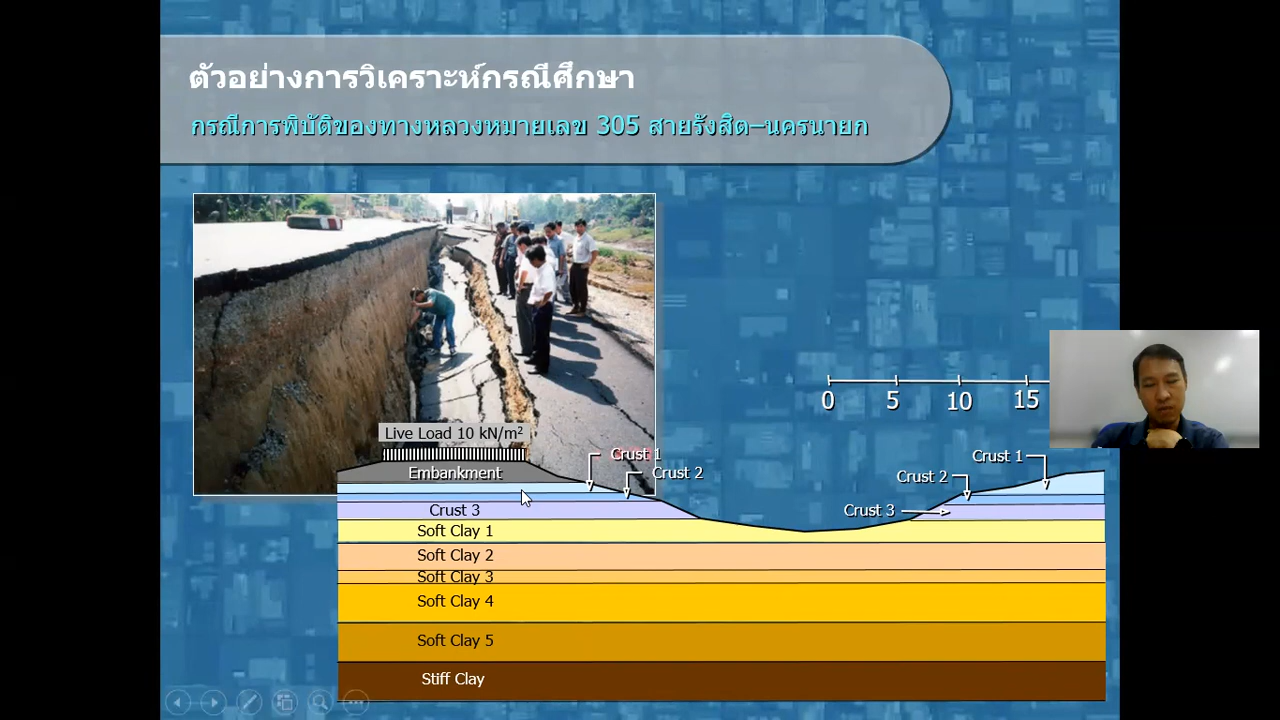 ตัวอย่างการวิเคราะห์กรณีศึกษา
กรณีการพิบัติของทางหลวงหมายเลข 305 สายรังสิต–นครนายก
0 5 10 15
Live Load 10 kN/m²
Embankment
Crust 1
Crust 2
Crust 1
Crust 2
Crust 3
Crust 3
Soft Clay 1
Soft Clay 2
Soft Clay 3
Soft Clay 4
Soft Clay 5
Stiff Clay